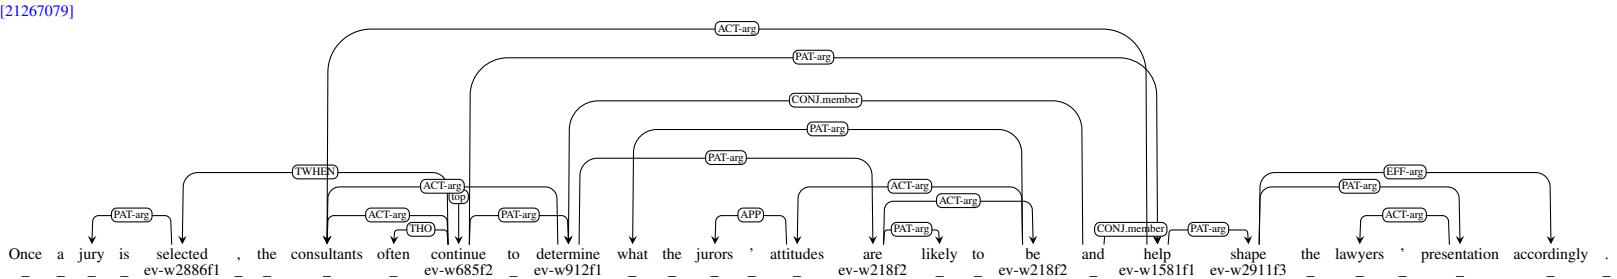 [21267079]
ACT-arg
PAT-arg
CONJ.member
PAT-arg
PAT-arg
TWHEN EFF-arg
ACT-arg ACT-arg PAT-arg
top ACT-arg
PAT-arg ACT-arg PAT-arg APP ACT-arg
THO PAT-arg CONJ.member PAT-arg
Once a jury is selected , the consultants often continue to determine what the jurors ' attitudes are likely to be and help shape the lawyers ' presentation accordingly .
_ _ _ _ ev-w2886f1 _ _ _ _ ev-w685f2 _ ev-w912f1 _ _ _ _ _ ev-w218f2 _ _ ev-w218f2 _ ev-w1581f1 ev-w2911f3 _ _ _ _ _ _